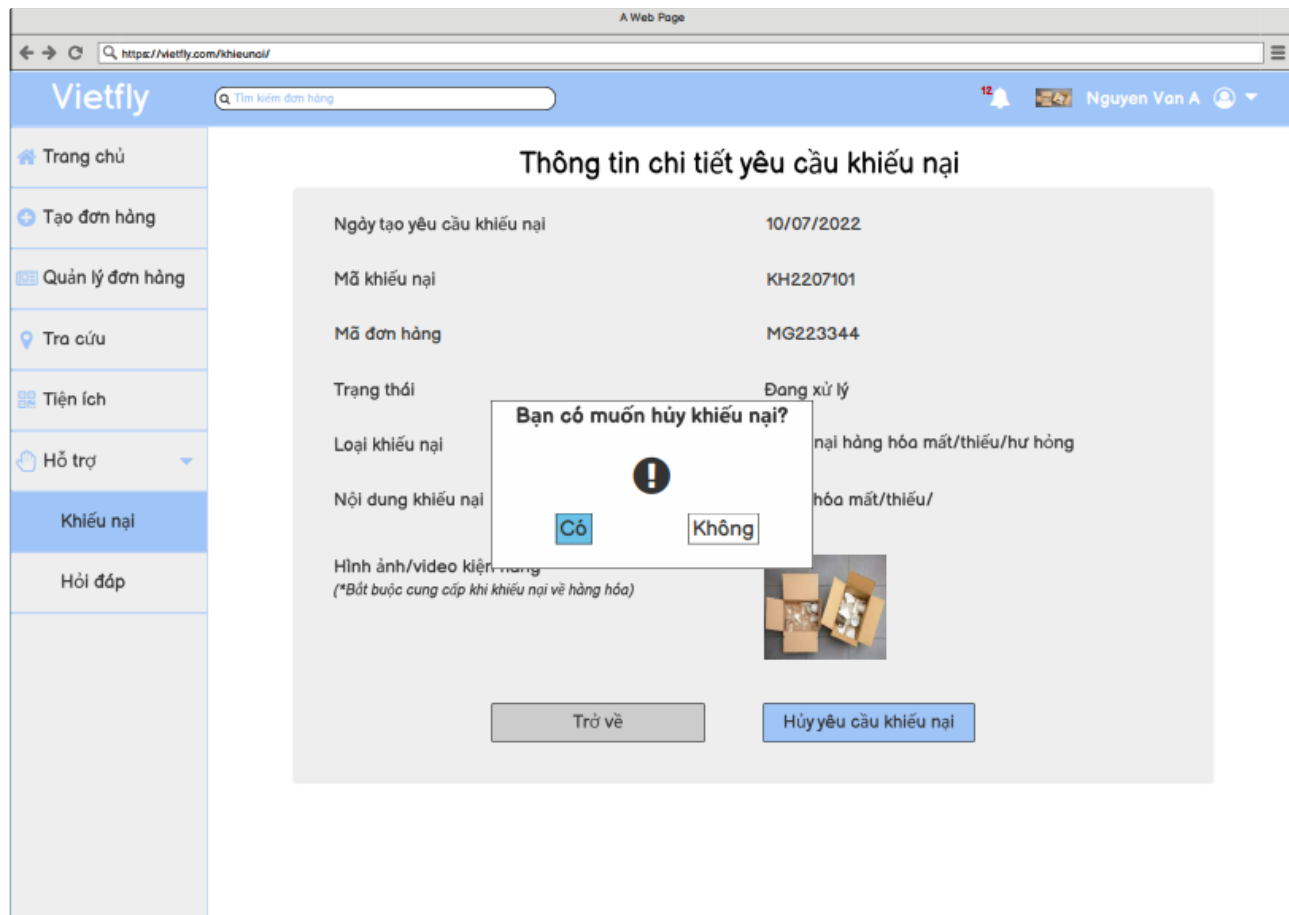 A Web Page
https://vietfly.com/khieunai/
Vietfly
Tìm kiếm đơn hàng
12
Nguyen Van A
Trang chủ
Tạo đơn hàng
Quản lý đơn hàng
Tra cứu
Tiện ích
Hỗ trợ
Khiếu nại
Hỏi đáp
Thông tin chi tiết yêu cầu khiếu nại
Ngày tạo yêu cầu khiếu nại
10/07/2022
Mã khiếu nại
KH2207101
Mã đơn hàng
MG223344
Trạng thái
Đang xử lý
Loại khiếu nại
nại hàng hóa mất/thiếu/hư hỏng
Nội dung khiếu nại
hóa mất/thiếu/
Hình ảnh/video kiện
(*Bắt buộc cung cấp khi khiếu nại về hàng hóa)
Bạn có muốn hủy khiếu nại?
Có
Không
Trở về
Hủy yêu cầu khiếu nại